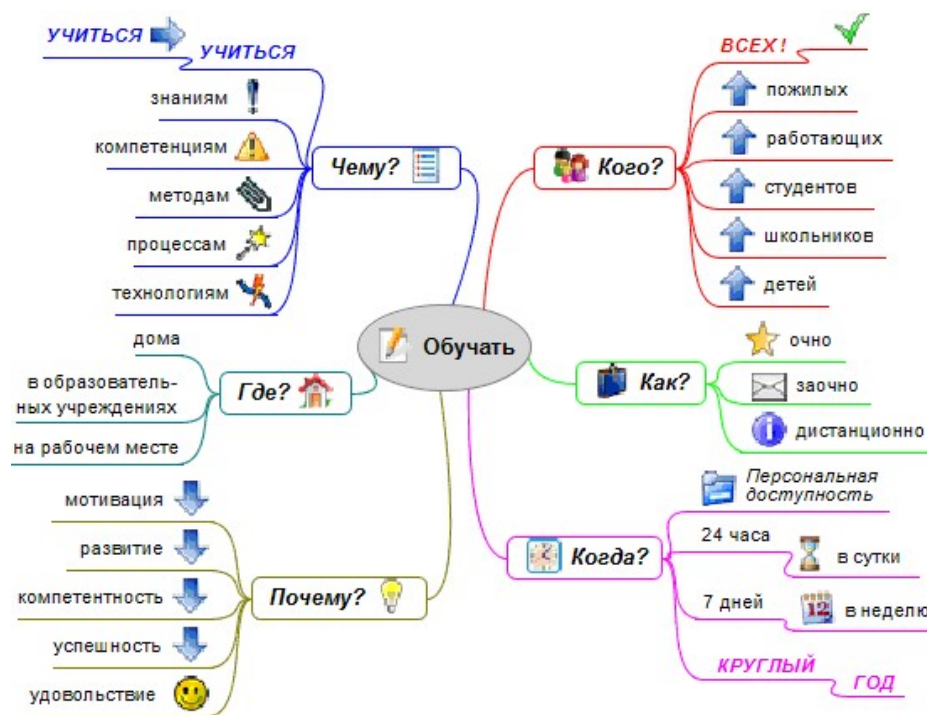 УЧИТЬСЯ
УЧИТЬСЯ
знаниям
компетенциям
методам
процессам
технологиям
Чему?
Кого?
ВСЕХ!
пожилых
работающих
студентов
школьников
детей
Обучать
дома
в образователь-
ных учреждениях
на рабочем месте
Где?
Как?
очно
заочно
дистанционно
мотивация
развитие
компетентность
успешность
удовольствие
Почему?
Когда?
Персональная
доступность
24 часа
в сутки
7 дней
12
в неделю
КРУГЛЫЙ
ГОД